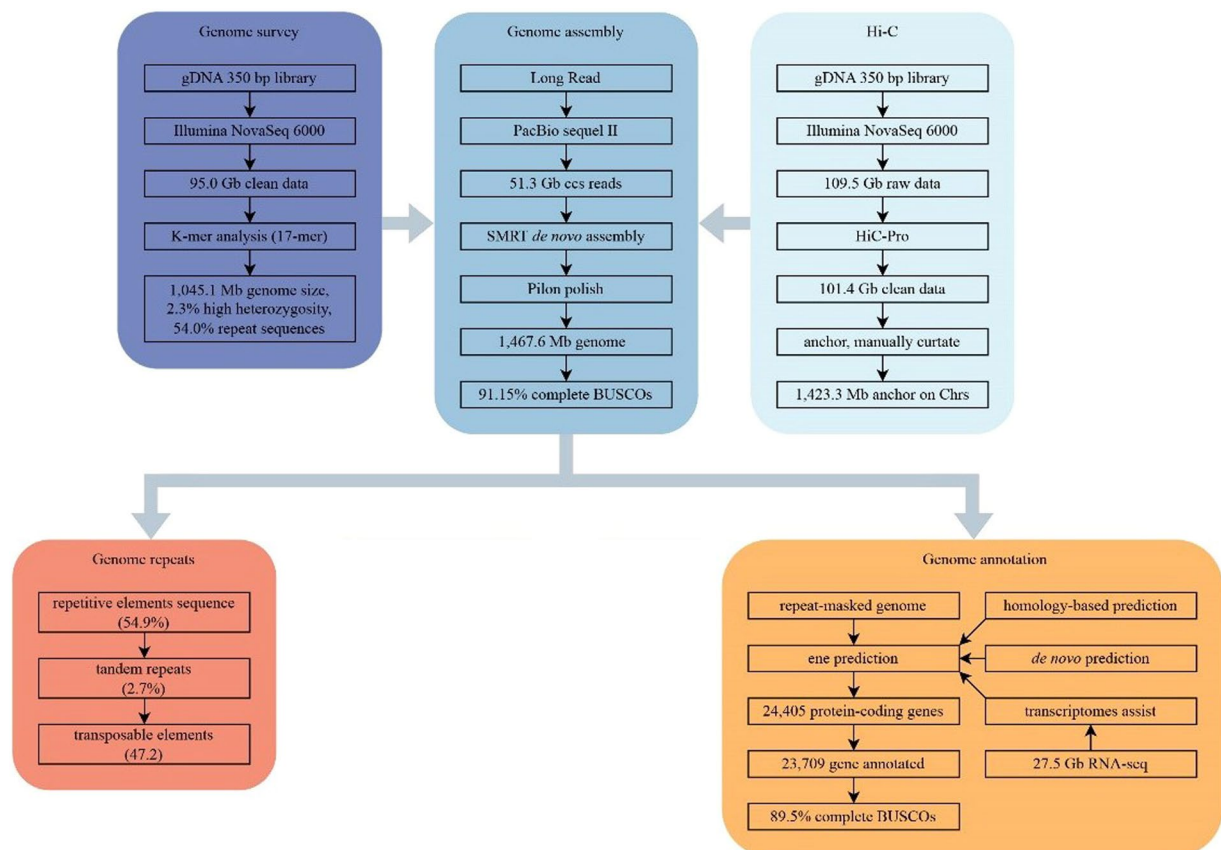 Genome survey
gDNA 350 bp library
Illumina NovaSeq 6000
95.0 Gb clean data
K-mer analysis (17-mer)
1,045.1 Mb genome size,
2.3% high heterozygosity,
54.0% repeat sequences
Genome assembly
Long Read
PacBio sequel II
51.3 Gb ccs reads
SMRT de novo assembly
Pilon polish
1,467.6 Mb genome
91.15% complete BUSCOs
Hi-C
gDNA 350 bp library
Illumina NovaSeq 6000
109.5 Gb raw data
HiC-Pro
101.4 Gb clean data
anchor, manually curtate
1,423.3 Mb anchor on Chrs
Genome repeats
repetitive elements sequence
(54.9%)
tandem repeats
(2.7%)
transposable elements
(47.2)
Genome annotation
repeat-masked genome
ene prediction
24,405 protein-coding genes
23,709 gene annotated
89.5% complete BUSCOs
homology-based prediction
de novo prediction
transcriptomes assist
27.5 Gb RNA-seq